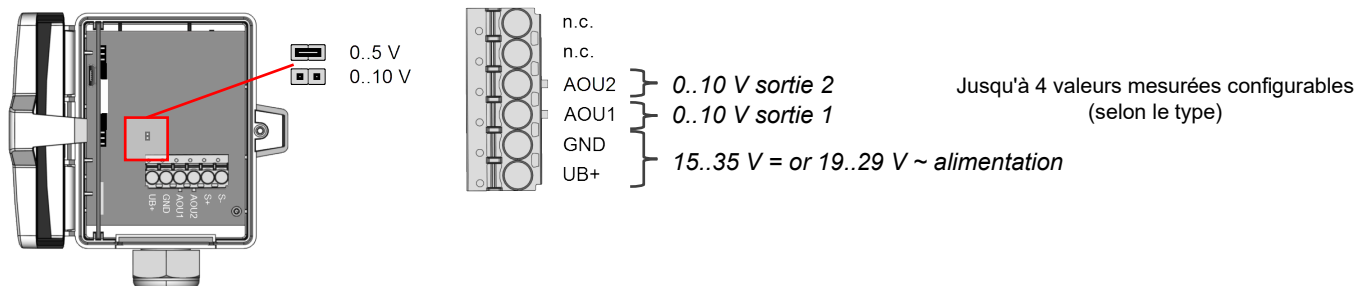 0..5 V
0..10 V
UB+
GND
AOU1
AOU2
S+
S-
n.c.
n.c.
AOU2 0..10 V sortie 2
AOU1 0..10 V sortie 1
GND
UB+
15..35 V = or 19..29 V ~ alimentation
Jusqu'à 4 valeurs mesurées configurables
(selon le type)